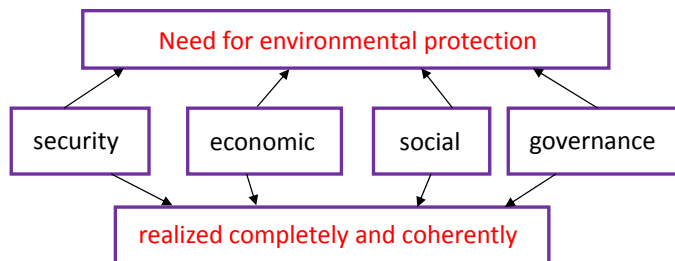 Need for environmental protection
security
economic
social
governance
realized completely and coherently